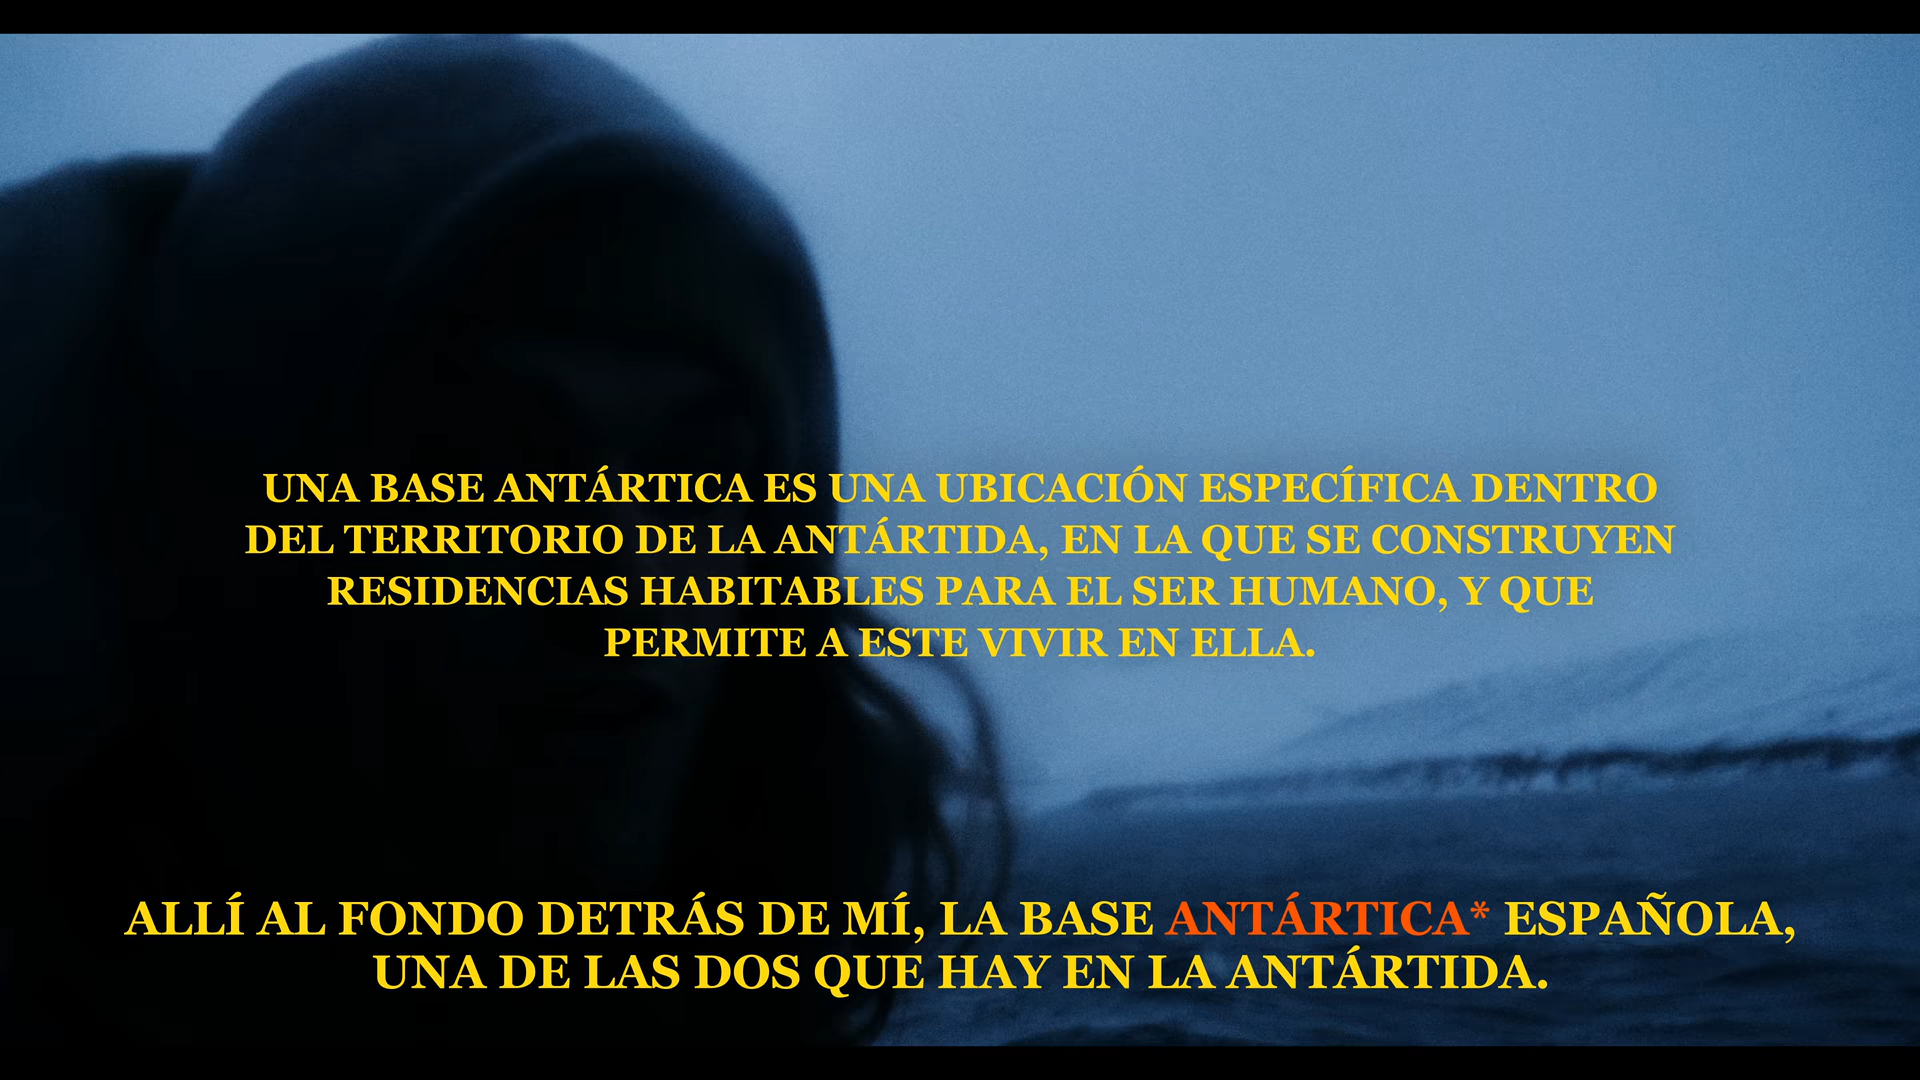 UNA BASE ANTÁRTICA ES UNA UBICACIÓN ESPECÍFICA DENTRO
DEL TERRITORIO DE LA ANTÁRTIDA, EN LA QUE SE CONSTRUYEN
RESIDENCIAS HABITABLES PARA EL SER HUMANO, Y QUE
PERMITE A ESTE VIVIR EN ELLA.
ALLÍ AL FONDO DETRÁS DE MÍ, LA BASE ANTÁRTICA* ESPAÑOLA,
UNA DE LAS DOS QUE HAY EN LA ANTÁRTIDA.